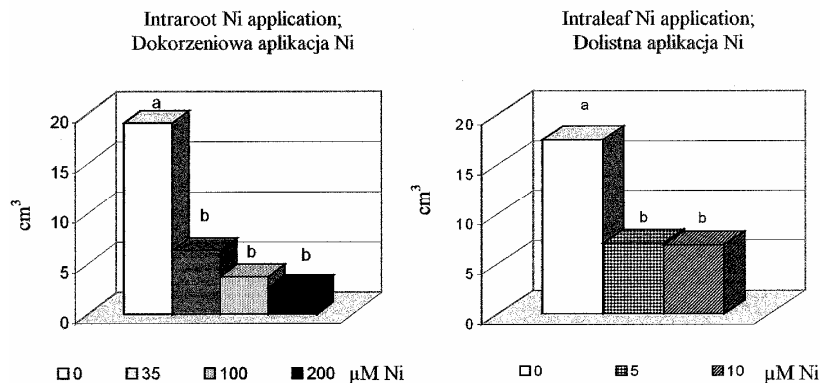 Intraroot Ni application;
Dokorzeniowa aplikacja Ni
20
15
10
5
0
cm³
a
b
b
b
0 35 100 200 µM Ni
Intraleaf Ni application;
Dolistna aplikacja Ni
20
15
10
5
0
cm³
a
b
b
0 5 10 µM Ni